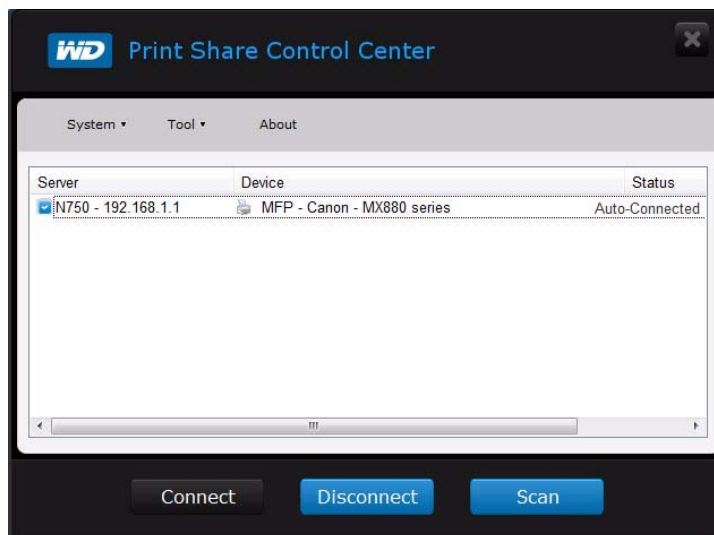 WD Print Share Control Center
System Tool About
Server Device Status
N750 - 192.168.1.1 MFP - Canon - MX880 series Auto-Connected
Connect Disconnect Scan